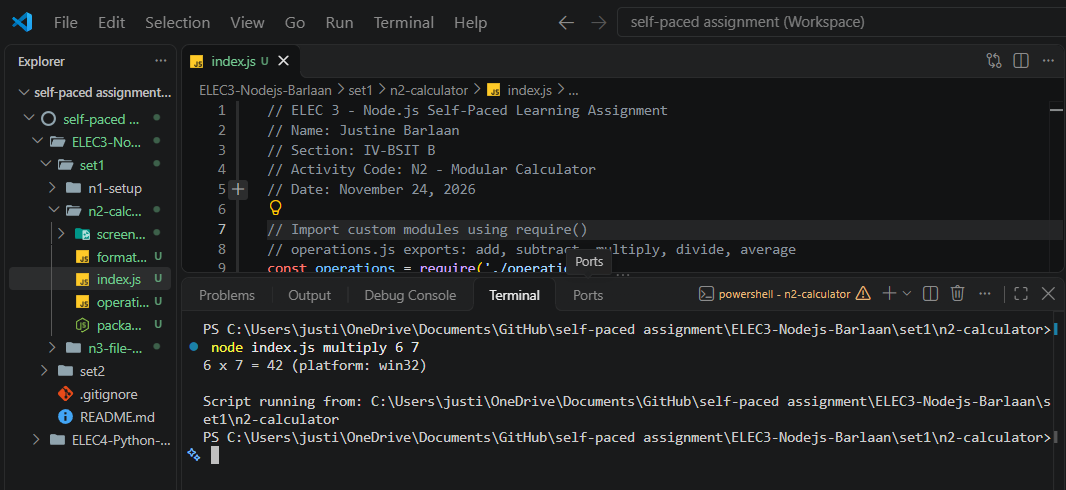 File Edit Selection View Go Run Terminal Help
self-paced assignment (Workspace)
Explorer
self-paced assignment...
self-paced ...
ELEC3-No...
set1
n1-setup
n2-calc...
screen...
format... U
index.js U
operati... U
packa... U
n3-file-...
set2
.gitignore
README.md
ELEC4-Python-...
index.js U
ELEC3-Nodejs-Barlaan > set1 > n2-calculator > index.js > ...
1 // ELEC 3 - Node.js Self-Paced Learning Assignment
2 // Name: Justine Barlaan
3 // Section: IV-BSIT B
4 // Activity Code: N2 - Modular Calculator
5 // Date: November 24, 2026
6
7 // Import custom modules using require()
8 // operations.js exports: add, subtract, multiply, divide, average
9 const operations = require('./operatio
Ports
Problems Output Debug Console Terminal Ports
powershell - n2-calculator
PS C:\Users\justi\OneDrive\Documents\GitHub\self-paced assignment\ELEC3-Nodejs-Barlaan\set1\n2-calculator>
node index.js multiply 6 7
6 x 7 = 42 (platform: win32)
Script running from: C:\Users\justi\OneDrive\Documents\GitHub\self-paced assignment\ELEC3-Nodejs-Barlaan\s
et1\n2-calculator
PS C:\Users\justi\OneDrive\Documents\GitHub\self-paced assignment\ELEC3-Nodejs-Barlaan\set1\n2-calculator>